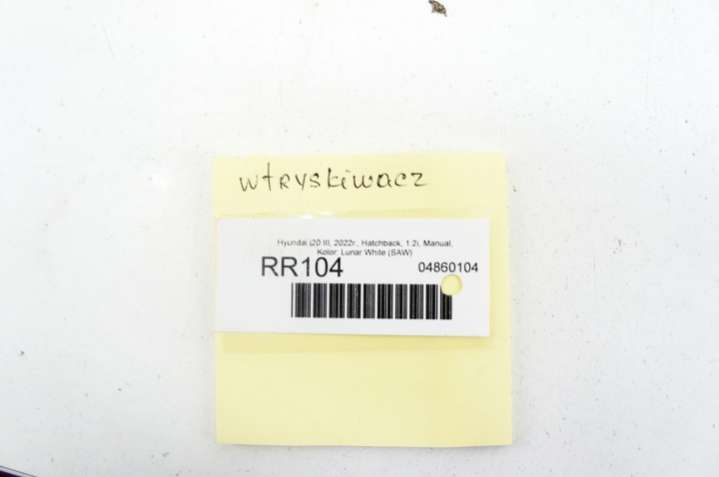 wtryskiwacz
Hyundai i20 III, 2022r., Hatchback, 1.2i, Manual,
Kolor: Lunar White (SAW)
RR104 04860104